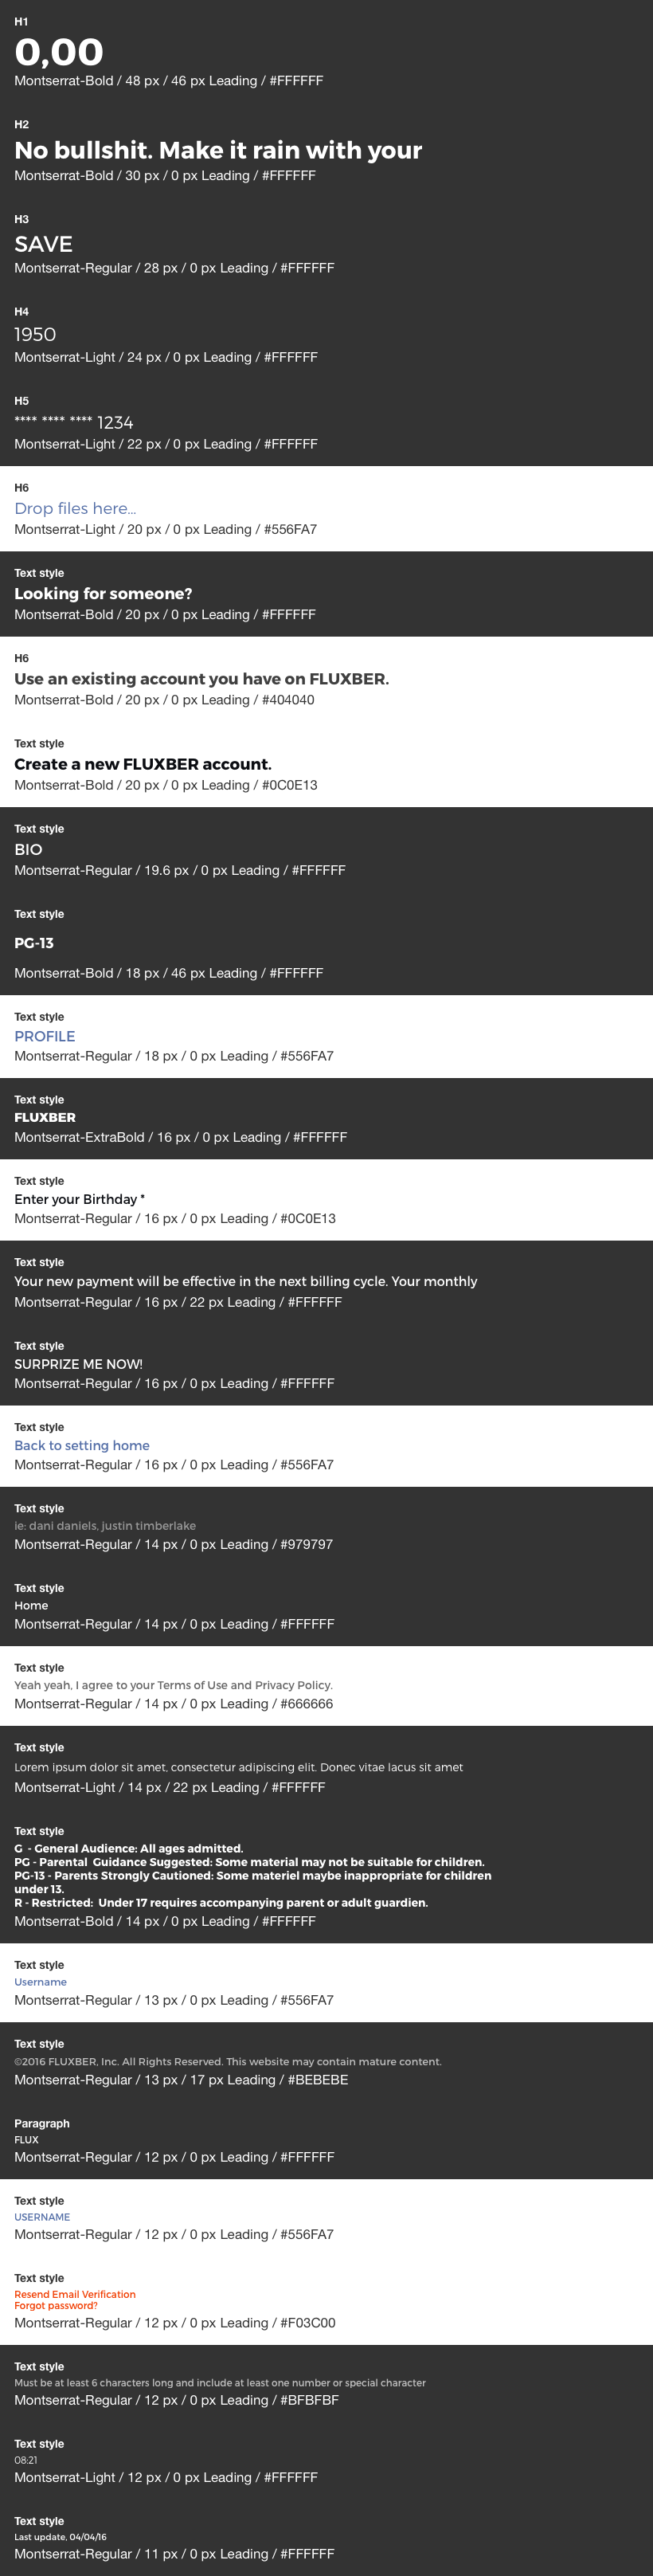 H1
0,00
Montserrat-Bold / 48 px / 46 px Leading / #FFFFFF
H2
No bullshit. Make it rain with your
Montserrat-Bold / 30 px / 0 px Leading / #FFFFFF
H3
SAVE
Montserrat-Regular / 28 px / 0 px Leading / #FFFFFF
H4
1950
Montserrat-Light / 24 px / 0 px Leading / #FFFFFF
H5
**** **** **** 1234
Montserrat-Light / 22 px / 0 px Leading / #FFFFFF
H6
Drop files here...
Montserrat-Light / 20 px / 0 px Leading / #556FA7
Text style
Looking for someone?
Montserrat-Bold / 20 px / 0 px Leading / #FFFFFF
H6
Use an existing account you have on FLUXBER.
Montserrat-Bold / 20 px / 0 px Leading / #404040
Text style
Create a new FLUXBER account.
Montserrat-Bold / 20 px / 0 px Leading / #0C0E13
Text style
BIO
Montserrat-Regular / 19.6 px / 0 px Leading / #FFFFFF
Text style
PG-13
Montserrat-Bold / 18 px / 46 px Leading / #FFFFFF
Text style
PROFILE
Montserrat-Regular / 18 px / 0 px Leading / #556FA7
Text style
FLUXBER
Montserrat-ExtraBold / 16 px / 0 px Leading / #FFFFFF
Text style
Enter your Birthday *
Montserrat-Regular / 16 px / 0 px Leading / #0C0E13
Text style
Your new payment will be effective in the next billing cycle. Your monthly
Montserrat-Regular / 16 px / 22 px Leading / #FFFFFF
Text style
SURPRIZE ME NOW!
Montserrat-Regular / 16 px / 0 px Leading / #FFFFFF
Text style
Back to setting home
Montserrat-Regular / 16 px / 0 px Leading / #556FA7
Text style
ie: dani daniels, justin timberlake
Montserrat-Regular / 14 px / 0 px Leading / #979797
Text style
Home
Montserrat-Regular / 14 px / 0 px Leading / #FFFFFF
Text style
Yeah yeah, I agree to your Terms of Use and Privacy Policy.
Montserrat-Regular / 14 px / 0 px Leading / #666666
Text style
Lorem ipsum dolor sit amet, consectetur adipiscing elit. Donec vitae lacus sit amet
Montserrat-Light / 14 px / 22 px Leading / #FFFFFF
Text style
G  - General Audience: All ages admitted.
PG - Parental  Guidance Suggested: Some material may not be suitable for children.
PG-13 - Parents Strongly Cautioned: Some materiel maybe inappropriate for children
under 13.
R - Restricted:  Under 17 requires accompanying parent or adult guardien.
Montserrat-Bold / 14 px / 0 px Leading / #FFFFFF
Text style
Username
Montserrat-Regular / 13 px / 0 px Leading / #556FA7
Text style
©2016 FLUXBER, Inc. All Rights Reserved. This website may contain mature content.
Montserrat-Regular / 13 px / 17 px Leading / #BEBEBE
Paragraph
FLUX
Montserrat-Regular / 12 px / 0 px Leading / #FFFFFF
Text style
USERNAME
Montserrat-Regular / 12 px / 0 px Leading / #556FA7
Text style
Resend Email Verification
Forgot password?
Montserrat-Regular / 12 px / 0 px Leading / #F03C00
Text style
Must be at least 6 characters long and include at least one number or special character
Montserrat-Regular / 12 px / 0 px Leading / #BFBFBF
Text style
08:21
Montserrat-Light / 12 px / 0 px Leading / #FFFFFF
Text style
Last update, 04/04/16
Montserrat-Regular / 11 px / 0 px Leading / #FFFFFF